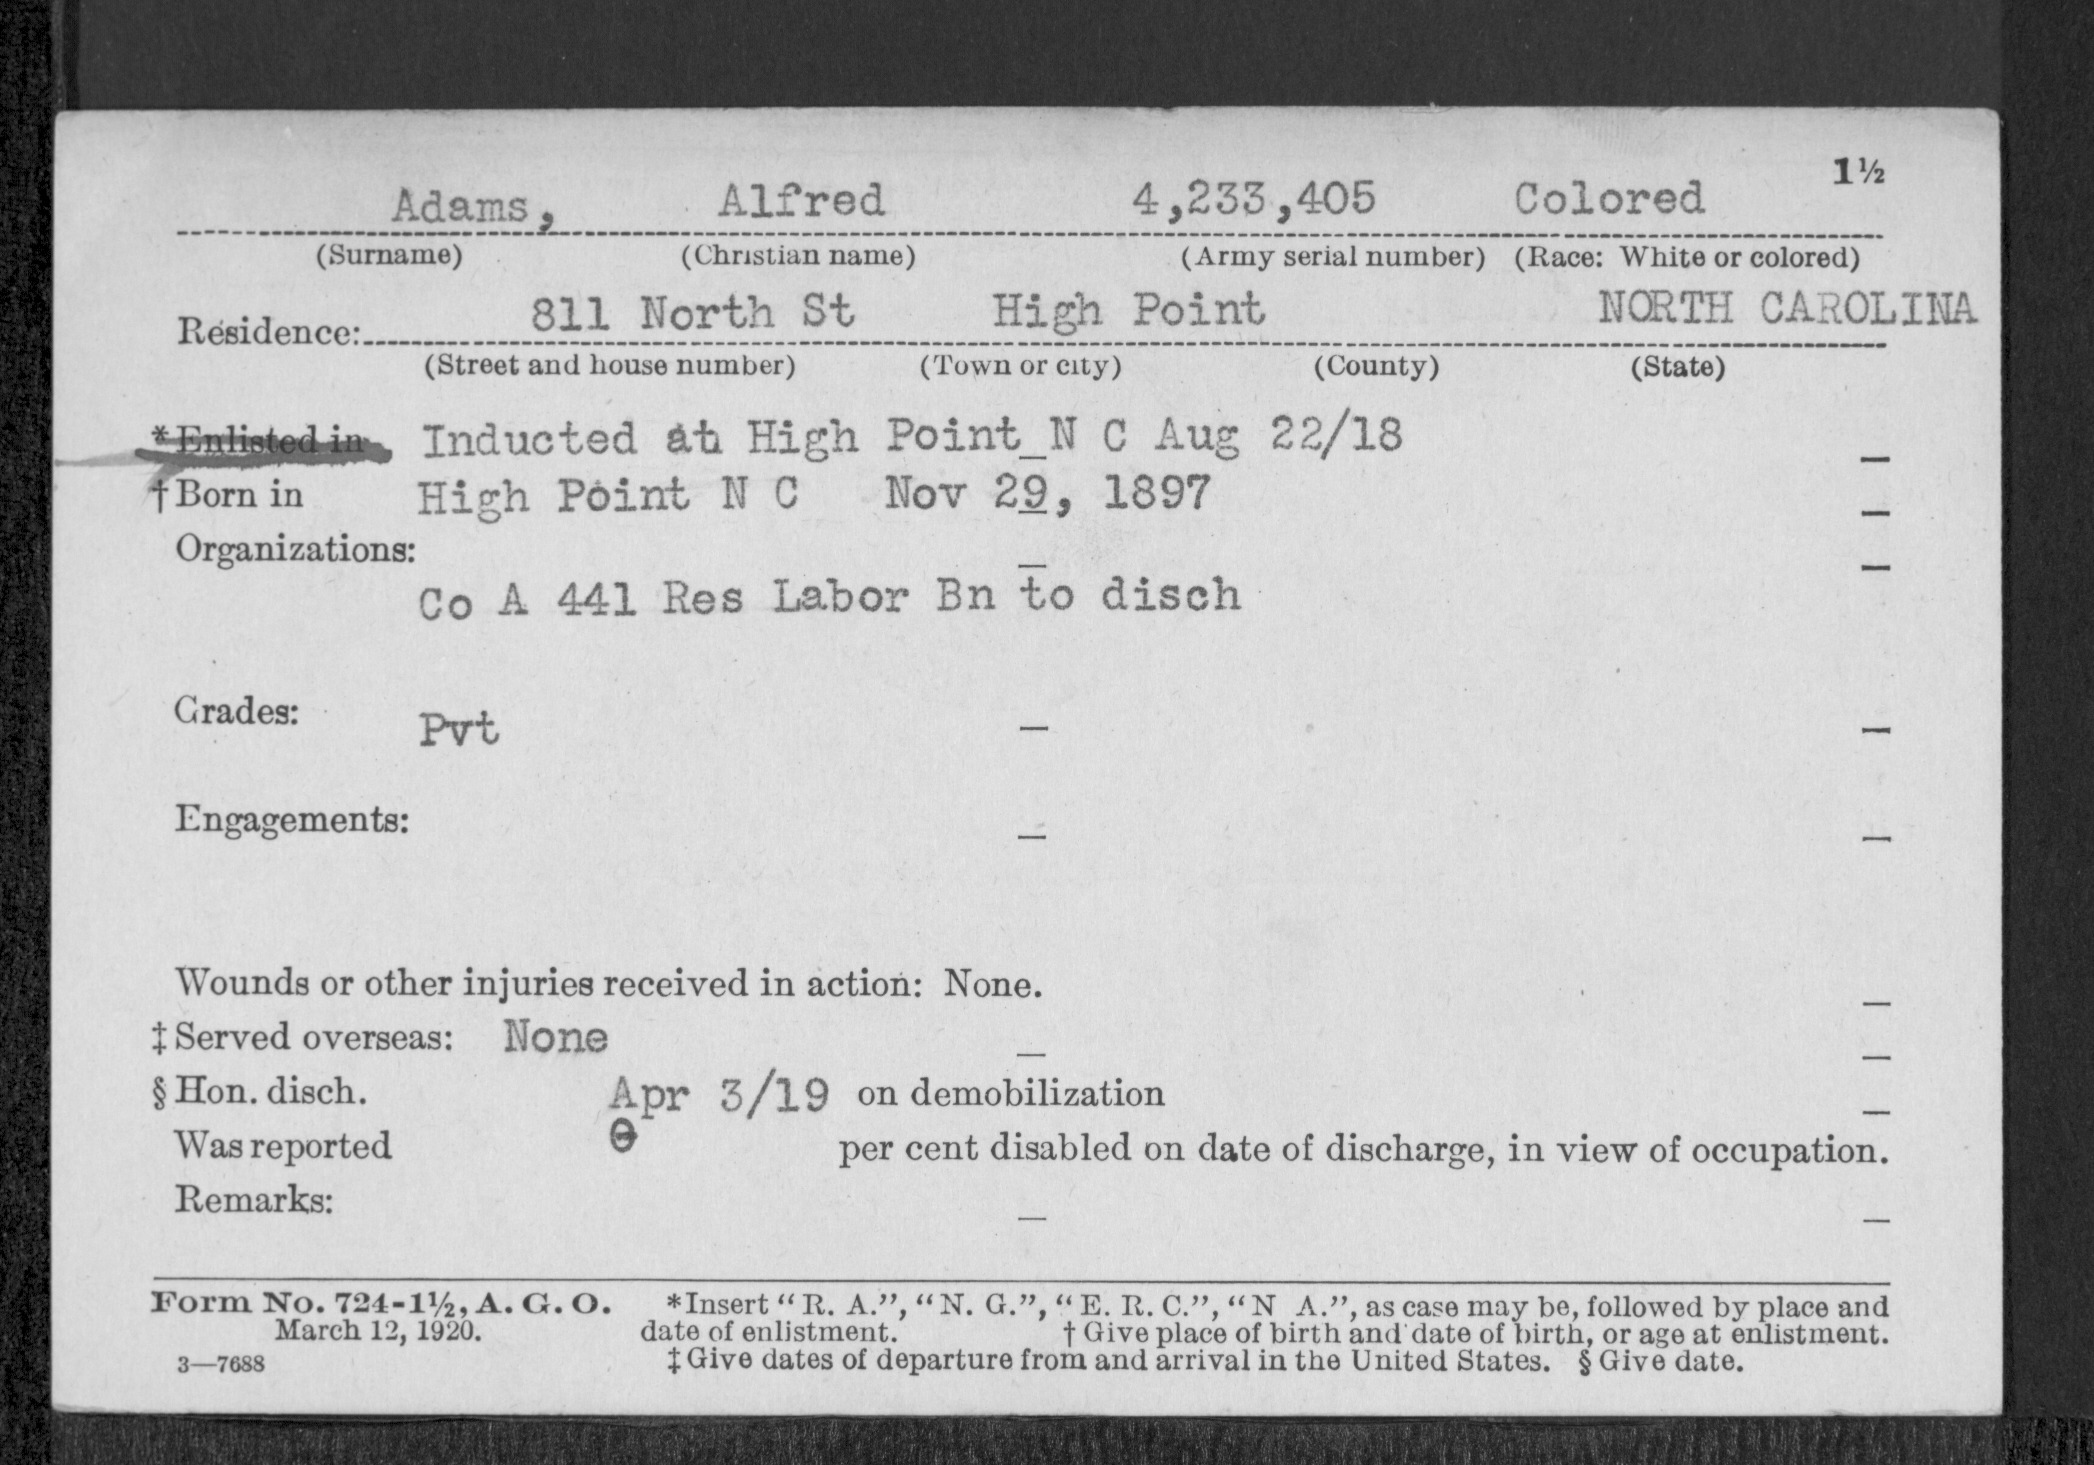 1½
Adams, Alfred 4,233,405 Colored
(Surname) (Christian name) (Army serial number) (Race: White or colored)
811 North St High Point NORTH CAROLINA
Residence:
(Street and house number) (Town or city) (County) (State)
*Enlisted in Inducted at High Point N C Aug 22/18
†Born in High Point N C Nov 29, 1897
Organizations:
Co A 441 Res Labor Bn to disch
Grades: Pvt
Engagements:
Wounds or other injuries received in action: None.
‡Served overseas: None
§Hon. disch. Apr 3/19 on demobilization
Was reported 0 per cent disabled on date of discharge, in view of occupation.
Remarks:
Form No. 724-1½, A. G. O. *Insert "R. A.", "N. G.", "E. R. C.", "N A.", as case may be, followed by place and
March 12, 1920. date of enlistment. †Give place of birth and date of birth, or age at enlistment.
3—7688 ‡Give dates of departure from and arrival in the United States. §Give date.